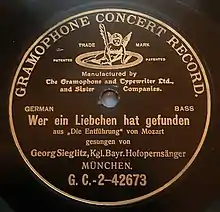 GRAMOPHONE CONCERT RECORD.
TRADE MARK
PATENTED PATENTED
Manufactured by
The Gramophone and Typewriter Ltd.,
and Sister Companies.
GERMAN BASS
Wer ein Liebchen hat gefunden
aus „Die Entführung" von Mozart
gesungen von
Georg Sieglitz, Kgl. Bayr. Hofopernsänger
MÜNCHEN.
G. C.-2-42673